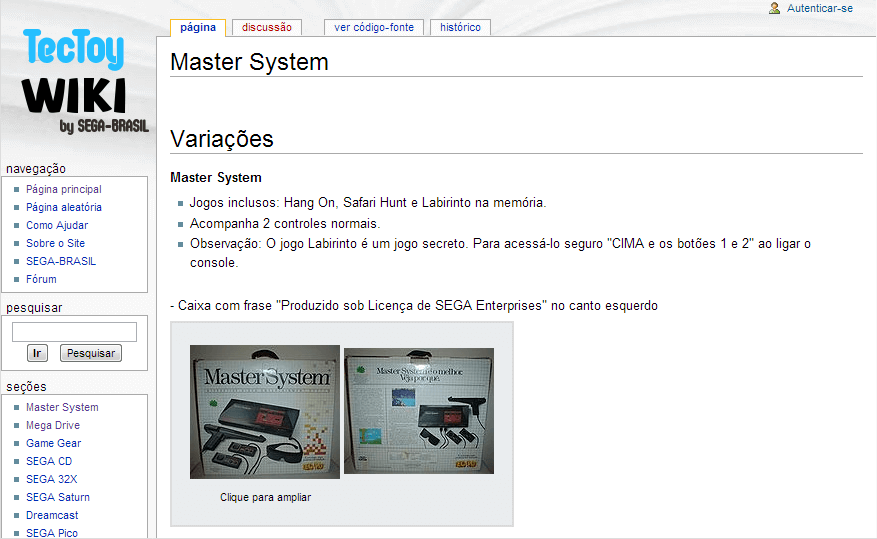 Autenticar-se
página
discussão
ver código-fonte
histórico
TecToy
WIKI
by SEGA-BRASIL
Master System
Variações
Master System
Jogos inclusos: Hang On, Safari Hunt e Labirinto na memória.
Acompanha 2 controles normais.
Observação: O jogo Labirinto é um jogo secreto. Para acessá-lo seguro "CIMA e os botões 1 e 2" ao ligar o
console.
- Caixa com frase "Produzido sob Licença de SEGA Enterprises" no canto esquerdo
Master System
TEC TOY
Master System é o melhor.
Veja por quê.
TEC TOY
Clique para ampliar
navegação
Página principal
Página aleatória
Como Ajudar
Sobre o Site
SEGA-BRASIL
Fórum
pesquisar
Ir
Pesquisar
seções
Master System
Mega Drive
Game Gear
SEGA CD
SEGA 32X
SEGA Saturn
Dreamcast
SEGA Pico